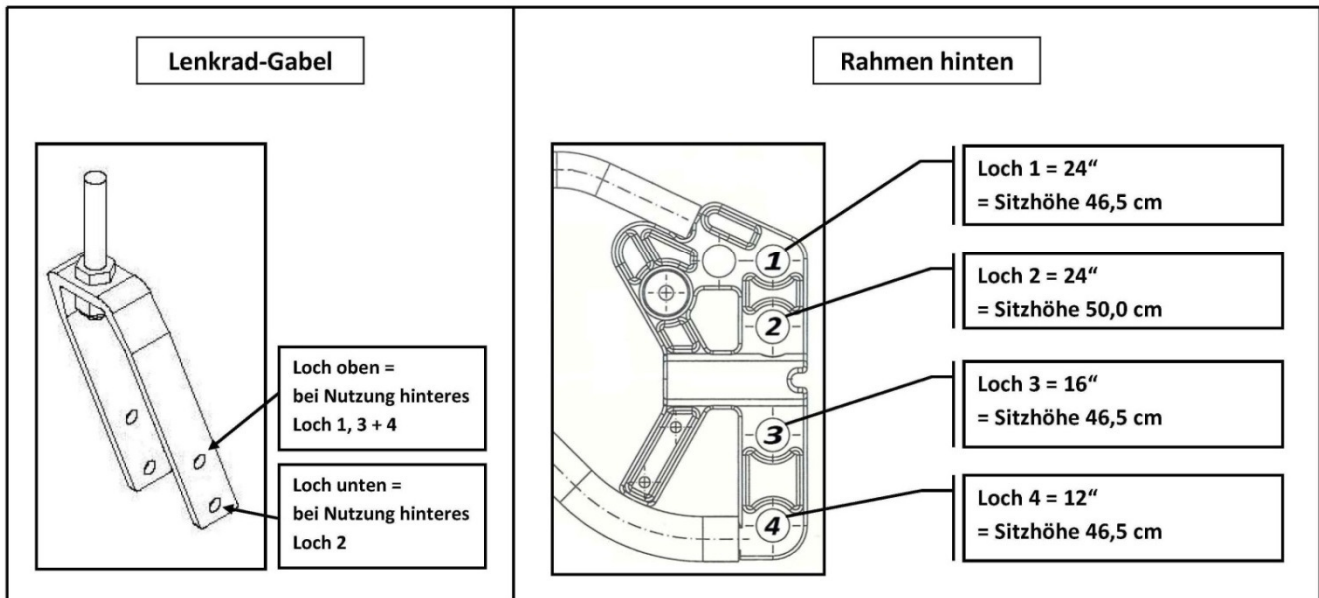 Lenkrad-Gabel
Loch oben =
bei Nutzung hinteres
Loch 1, 3 + 4
Loch unten =
bei Nutzung hinteres
Loch 2
Rahmen hinten
1
2
3
4
Loch 1 = 24“
= Sitzhöhe 46,5 cm
Loch 2 = 24“
= Sitzhöhe 50,0 cm
Loch 3 = 16“
= Sitzhöhe 46,5 cm
Loch 4 = 12“
= Sitzhöhe 46,5 cm